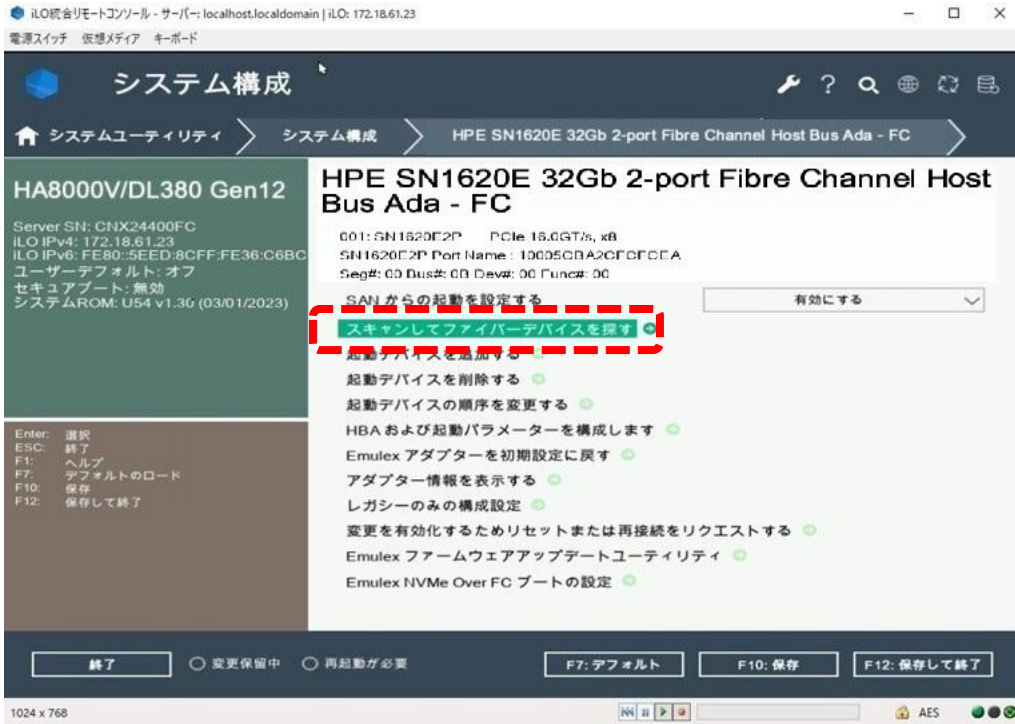 iLO統合リモートコンソール - サーバー: localhost.localdomain | iLO: 172.18.61.23
電源スイッチ 仮想メディア キーボード
システム構成
システムユーティリティ システム構成 HPE SN1620E 32Gb 2-port Fibre Channel Host Bus Ada - FC
HA8000V/DL380 Gen12
Server SN: CNX24400FC
iLO IPv4: 172.18.61.23
iLO IPv6: FE80::5EED:8CFF:FE36:C6BC
ユーザーデフォルト: オフ
セキュアブート: 無効
システムROM: U54 v1.30 (03/01/2023)
Enter: 選択
ESC: 終了
F1: ヘルプ
F7: デフォルトのロード
F10: 保存
F12: 保存して終了
HPE SN1620E 32Gb 2-port Fibre Channel Host
Bus Ada - FC
001: SN1620E2P PCIe 16.0GT/s, x8
SN1620E2P Port Name :
Seg#: 00 Bus#: 0B Dev#: 00 Func#: 00
SAN からの起動を設定する 有効にする
スキャンしてファイバーデバイスを探す
起動デバイスを追加する
起動デバイスを削除する
起動デバイスの順序を変更する
HBA および起動パラメーターを構成します
Emulex アダプターを初期設定に戻す
アダプター情報を表示する
レガシーのみの構成設定
変更を有効化するためリセットまたは再接続をリクエストする
Emulex ファームウェアアップデートユーティリティ
Emulex NVMe Over FC ブートの設定
終了 変更保留中 再起動が必要 F7: デフォルト F10: 保存 F12: 保存して終了
1024 x 768 AES